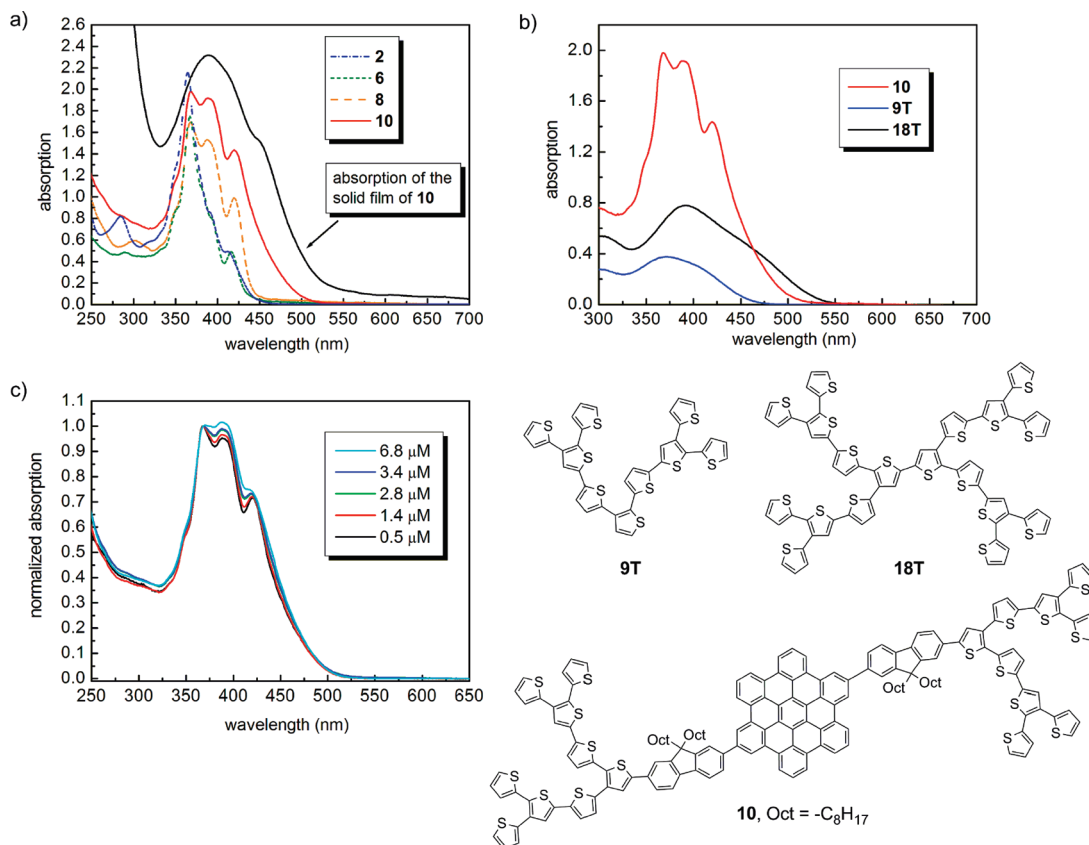 a)
2.6
2.4
2.2
2.0
1.8
1.6
1.4
1.2
1.0
0.8
0.6
0.4
0.2
0.0
absorption
250 300 350 400 450 500 550 600 650 700
wavelength (nm)
2
6
8
10
absorption of the
solid film of 10
b)
2.0
1.6
1.2
0.8
0.4
0.0
absorption
300 350 400 450 500 550 600 650 700
wavelength (nm)
10
9T
18T
c)
1.1
1.0
0.9
0.8
0.7
0.6
0.5
0.4
0.3
0.2
0.1
0.0
normalized absorption
250 300 350 400 450 500 550 600 650
wavelength (nm)
6.8 μM
3.4 μM
2.8 μM
1.4 μM
0.5 μM
S S S S S S S S S
9T
S S S S S S S S S S S S S S S S S S
18T
S S S S S S S S S
Oct Oct
Oct Oct
S S S S S S S S S
10, Oct = -C₈H₁₇